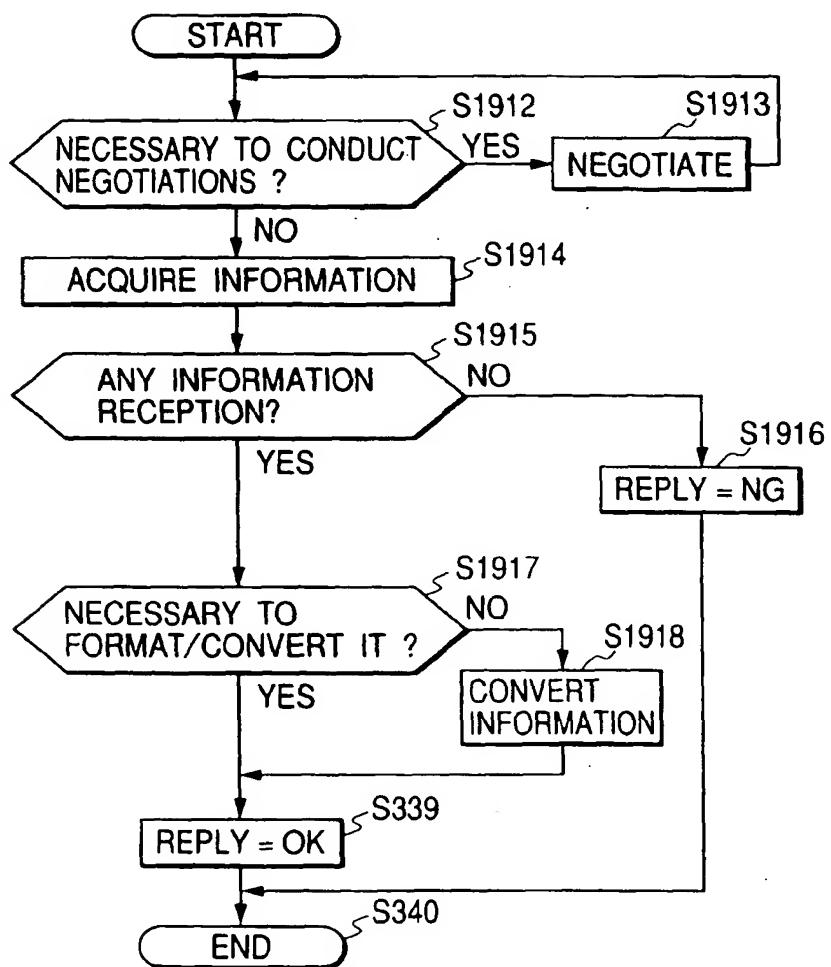 START
S1912
S1913
NECESSARY TO CONDUCT
NEGOTIATIONS ?
YES
NEGOTIATE
NO
S1914
ACQUIRE INFORMATION
S1915
ANY INFORMATION
RECEPTION?
NO
YES
S1916
REPLY = NG
S1917
NECESSARY TO
FORMAT/CONVERT IT ?
NO
S1918
YES
CONVERT
INFORMATION
S339
REPLY = OK
S340
END